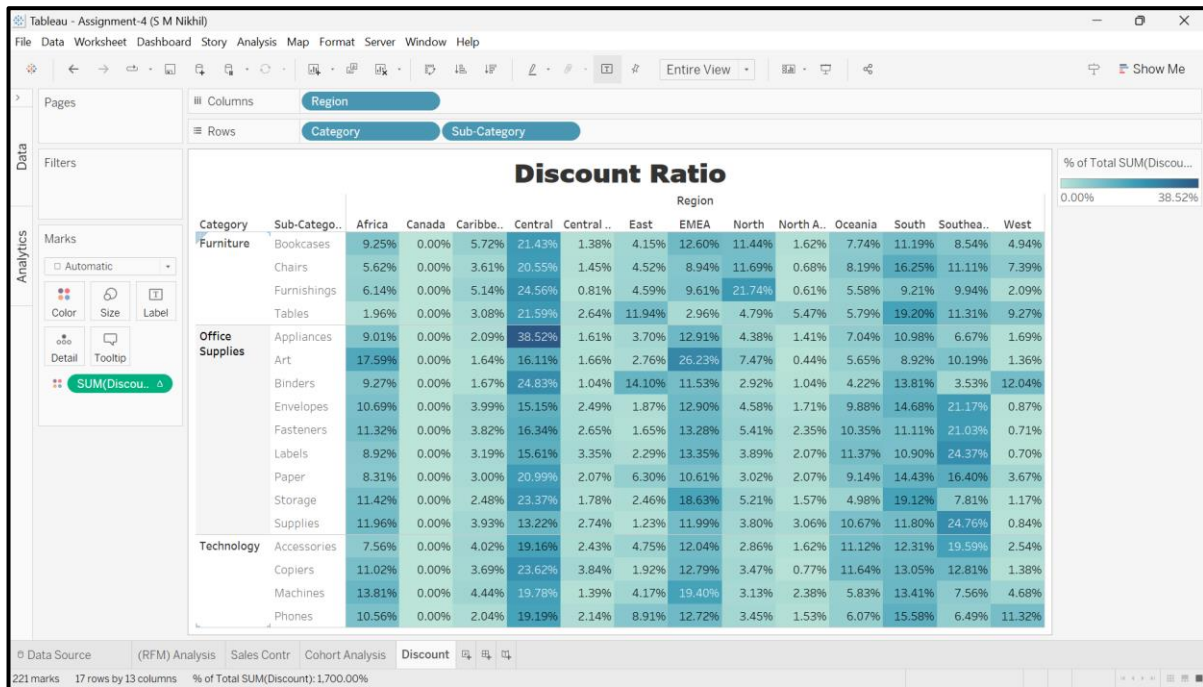 Tableau - Assignment-4 (S M Nikhil)
File Data Worksheet Dashboard Story Analysis Map Format Server Window Help
Entire View
Show Me
Pages
Columns Region
Rows Category Sub-Category
Data
Filters
Discount Ratio
% of Total SUM(Discou...
0.00% 38.52%
Region
Category Sub-Catego.. Africa Canada Caribbe.. Central Central .. East EMEA North North A.. Oceania South Southea.. West
Analytics
Marks
Automatic
Color Size Label
Detail Tooltip
SUM(Discou.. Δ
Furniture Bookcases 9.25% 0.00% 5.72% 21.43% 1.38% 4.15% 12.60% 11.44% 1.62% 7.74% 11.19% 8.54% 4.94%
Chairs 5.62% 0.00% 3.61% 20.55% 1.45% 4.52% 8.94% 11.69% 0.68% 8.19% 16.25% 11.11% 7.39%
Furnishings 6.14% 0.00% 5.14% 24.56% 0.81% 4.59% 9.61% 21.74% 0.61% 5.58% 9.21% 9.94% 2.09%
Tables 1.96% 0.00% 3.08% 21.59% 2.64% 11.94% 2.96% 4.79% 5.47% 5.79% 19.20% 11.31% 9.27%
Office Supplies Appliances 9.01% 0.00% 2.09% 38.52% 1.61% 3.70% 12.91% 4.38% 1.41% 7.04% 10.98% 6.67% 1.69%
Art 17.59% 0.00% 1.64% 16.11% 1.66% 2.76% 26.23% 7.47% 0.44% 5.65% 8.92% 10.19% 1.36%
Binders 9.27% 0.00% 1.67% 24.83% 1.04% 14.10% 11.53% 2.92% 1.04% 4.22% 13.81% 3.53% 12.04%
Envelopes 10.69% 0.00% 3.99% 15.15% 2.49% 1.87% 12.90% 4.58% 1.71% 9.88% 14.68% 21.17% 0.87%
Fasteners 11.32% 0.00% 3.82% 16.34% 2.65% 1.65% 13.28% 5.41% 2.35% 10.35% 11.11% 21.03% 0.71%
Labels 8.92% 0.00% 3.19% 15.61% 3.35% 2.29% 13.35% 3.89% 2.07% 11.37% 10.90% 24.37% 0.70%
Paper 8.31% 0.00% 3.00% 20.99% 2.07% 6.30% 10.61% 3.02% 2.07% 9.14% 14.43% 16.40% 3.67%
Storage 11.42% 0.00% 2.48% 23.37% 1.78% 2.46% 18.63% 5.21% 1.57% 4.98% 19.12% 7.81% 1.17%
Supplies 11.96% 0.00% 3.93% 13.22% 2.74% 1.23% 11.99% 3.80% 3.06% 10.67% 11.80% 24.76% 0.84%
Technology Accessories 7.56% 0.00% 4.02% 19.16% 2.43% 4.75% 12.04% 2.86% 1.62% 11.12% 12.31% 19.59% 2.54%
Copiers 11.02% 0.00% 3.69% 23.62% 3.84% 1.92% 12.79% 3.47% 0.77% 11.64% 13.05% 12.81% 1.38%
Machines 13.81% 0.00% 4.44% 19.78% 1.39% 4.17% 19.40% 3.13% 2.38% 5.83% 13.41% 7.56% 4.68%
Phones 10.56% 0.00% 2.04% 19.19% 2.14% 8.91% 12.72% 3.45% 1.53% 6.07% 15.58% 6.49% 11.32%
Data Source (RFM) Analysis Sales Contr Cohort Analysis Discount
221 marks 17 rows by 13 columns % of Total SUM(Discount): 1,700.00%